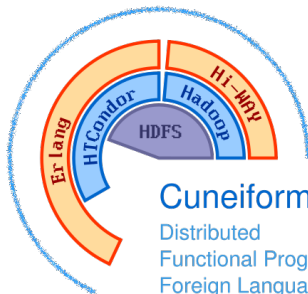 Hi-WAY
Hadoop
HDFS
HTCondor
Erlang
Cuneiform
Distributed
Functional Prog
Foreign Langua